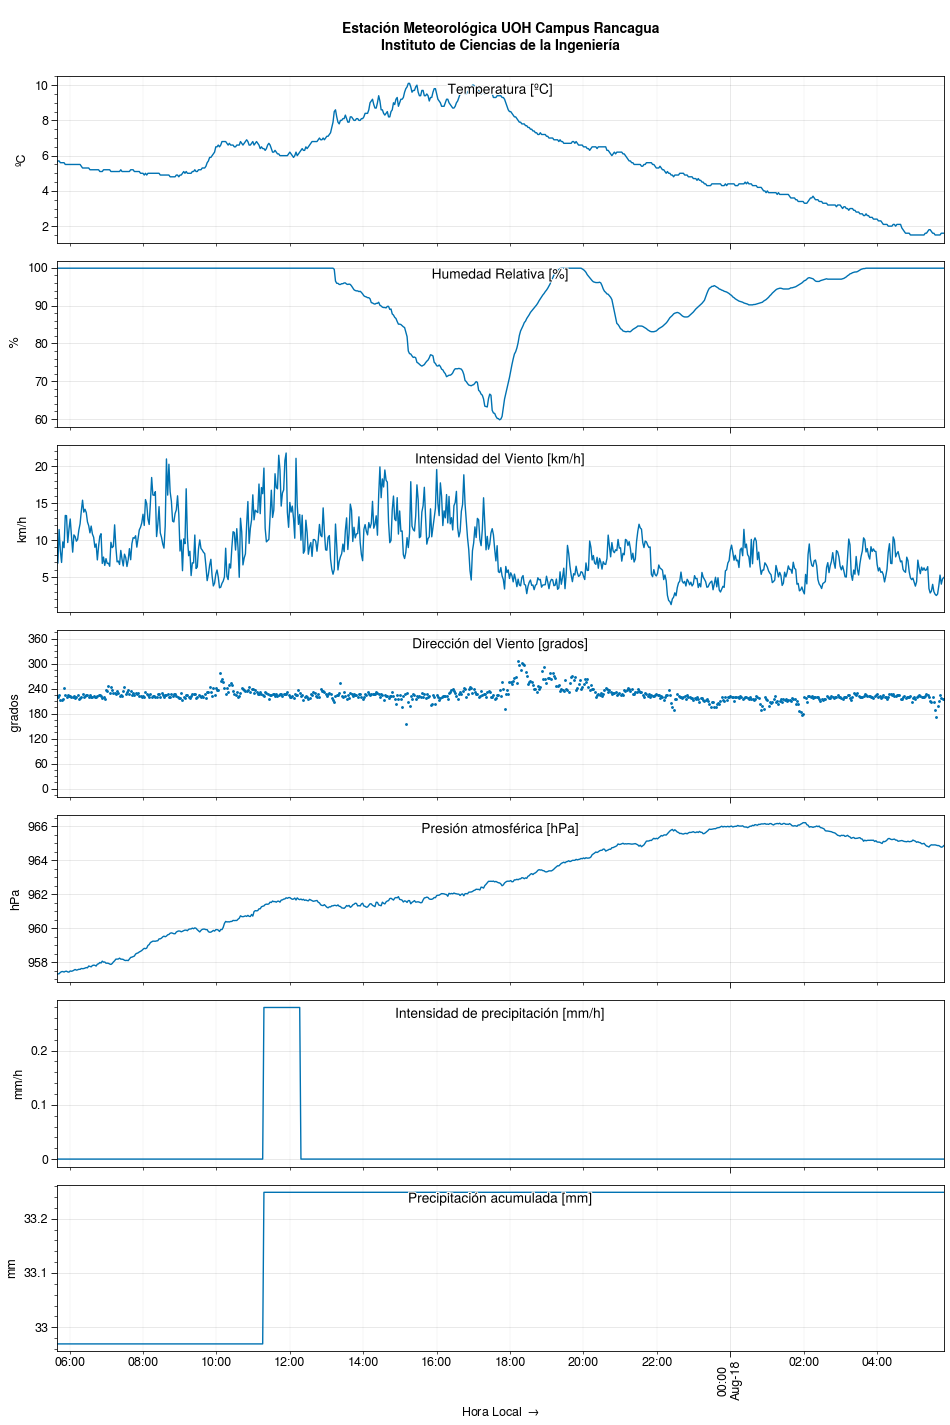 Estación Meteorológica UOH Campus Rancagua
Instituto de Ciencias de la Ingeniería
Temperatura [ºC]
ºC
10
8
6
4
2
Humedad Relativa [%]
%
100
90
80
70
60
Intensidad del Viento [km/h]
km/h
20
15
10
5
Dirección del Viento [grados]
grados
360
300
240
180
120
60
0
Presión atmosférica [hPa]
hPa
966
964
962
960
958
Intensidad de precipitación [mm/h]
mm/h
0.2
0.1
0
Precipitación acumulada [mm]
mm
33.2
33.1
33
06:00 08:00 10:00 12:00 14:00 16:00 18:00 20:00 22:00 00:00 02:00 04:00
Aug-18
Hora Local →